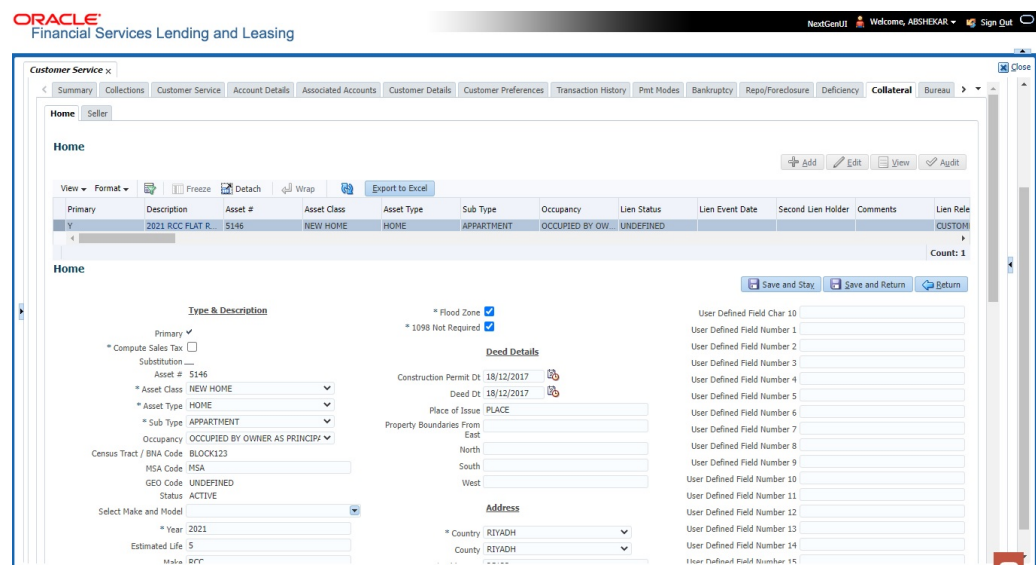 ORACLE
Financial Services Lending and Leasing
NextGenUI Welcome, ABSHEKAR Sign Out
Close
Customer Service x
Summary Collections Customer Service Account Details Associated Accounts Customer Details Customer Preferences Transaction History Pmt Modes Bankruptcy Repo/Foreclosure Deficiency Collateral Bureau
Home Seller
Home
Add Edit View Audit
View Format Freeze Detach Wrap Export to Excel
Primary Description Asset # Asset Class Asset Type Sub Type Occupancy Lien Status Lien Event Date Second Lien Holder Comments Lien Rele
Y 2021 RCC FLAT R... 5146 NEW HOME HOME APPARTMENT OCCUPIED BY OW... UNDEFINED CUSTOM
Count: 1
Home
Save and Stay Save and Return Return
Type & Description
Primary
* Compute Sales Tax
Substitution
Asset # 5146
* Asset Class NEW HOME
* Asset Type HOME
* Sub Type APPARTMENT
Occupancy OCCUPIED BY OWNER AS PRINCIPA
Census Tract / BNA Code BLOCK123
MSA Code MSA
GEO Code UNDEFINED
Status ACTIVE
Select Make and Model
* Year 2021
Estimated Life 5
Make RCC
* Flood Zone
* 1098 Not Required
Deed Details
Construction Permit Dt 18/12/2017
Deed Dt 18/12/2017
Place of Issue PLACE
Property Boundaries From
East
North
South
West
Address
* Country RIYADH
County RIYADH
User Defined Field Char 10
User Defined Field Number 1
User Defined Field Number 2
User Defined Field Number 3
User Defined Field Number 4
User Defined Field Number 5
User Defined Field Number 6
User Defined Field Number 7
User Defined Field Number 8
User Defined Field Number 9
User Defined Field Number 10
User Defined Field Number 11
User Defined Field Number 12
User Defined Field Number 13
User Defined Field Number 14
User Defined Field Number 15